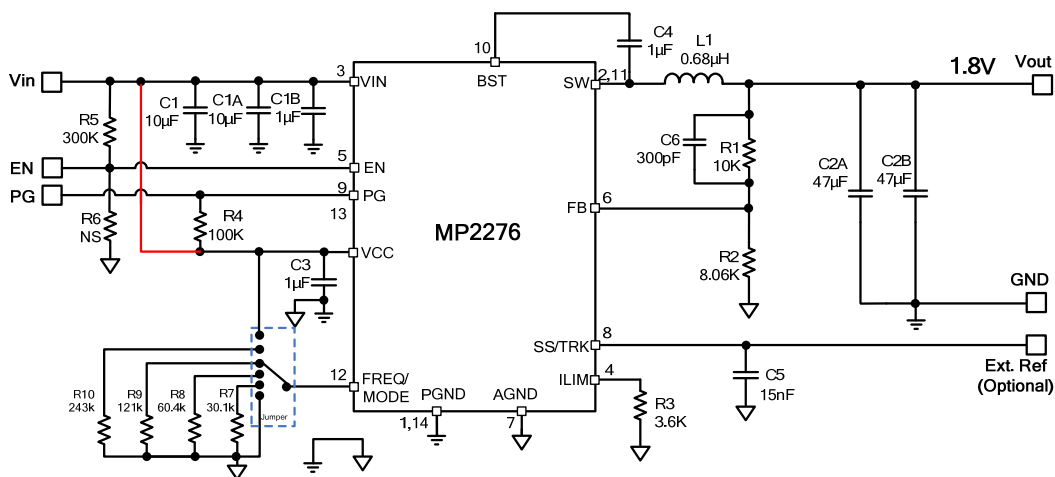 10
C4
1µF
L1
0.68µH
1.8V
Vout
Vin
3
VIN
BST
SW
2,11
C1
10µF
C1A
10µF
C1B
1µF
R5
300K
C6
300pF
R1
10K
C2A
47µF
C2B
47µF
EN
5
EN
PG
9
PG
13
FB
6
R6
NS
R4
100K
MP2276
VCC
C3
1µF
R2
8.06K
GND
8
SS/TRK
Ext. Ref
(Optional)
12
FREQ/
MODE
ILIM
4
C5
15nF
R10
243k
R9
121k
R8
60.4k
R7
30.1k
Jumper
PGND
AGND
1,14
7
R3
3.6K